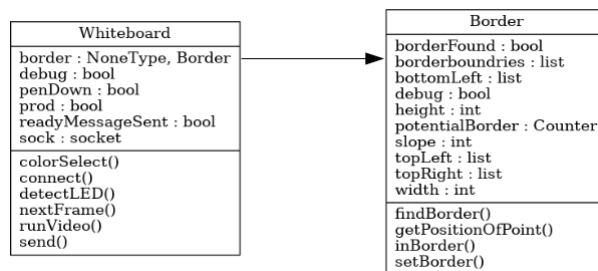 Whiteboard
border : NoneType, Border
debug : bool
penDown : bool
prod : bool
readyMessageSent : bool
sock : socket
colorSelect()
connect()
detectLED()
nextFrame()
runVideo()
send()
Border
borderFound : bool
borderboundries : list
bottomLeft : list
debug : bool
height : int
potentialBorder : Counter
slope : int
topLeft : list
topRight : list
width : int
findBorder()
getPositionOfPoint()
inBorder()
setBorder()